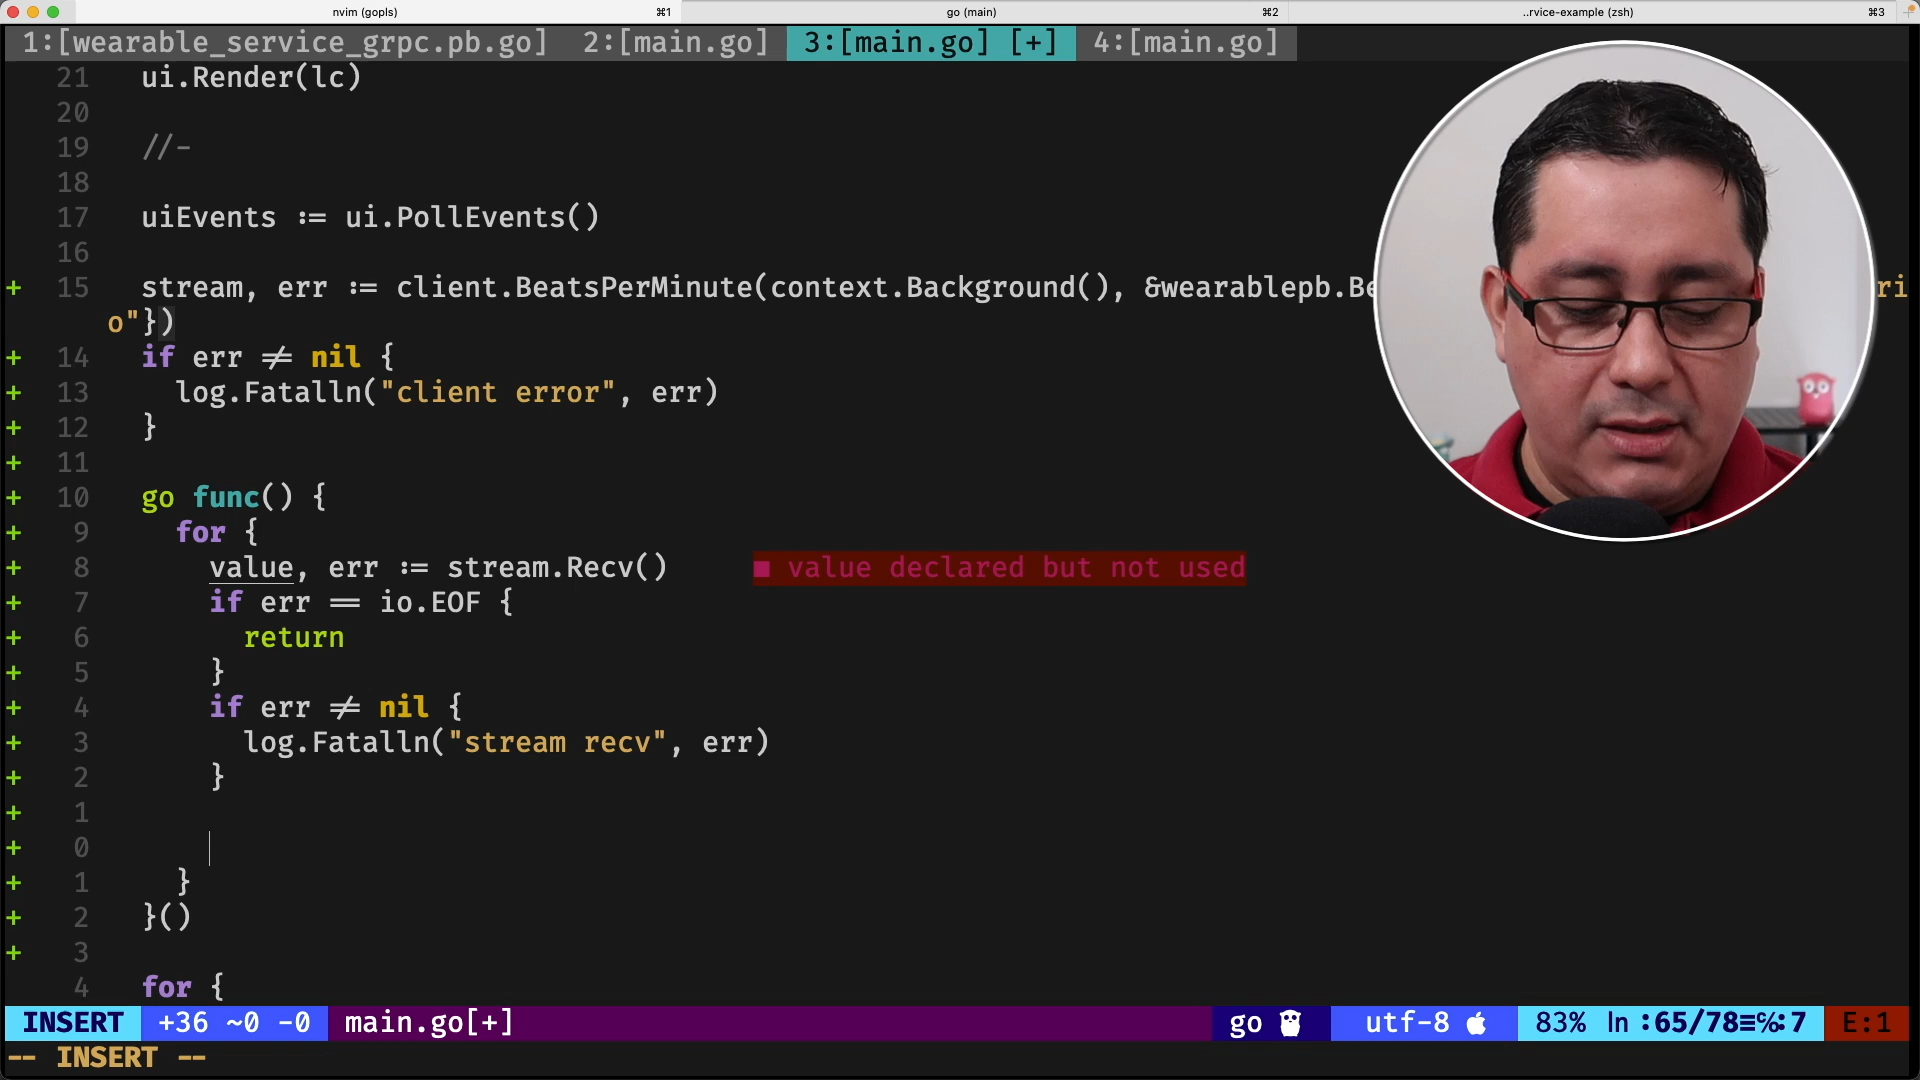 nvim (gopls) ⌘1 go (main) ⌘2 ..rvice-example (zsh) ⌘3
1:[wearable_service_grpc.pb.go] 2:[main.go] 3:[main.go] [+] 4:[main.go]
21 ui.Render(lc)
20
19 //-
18
17 uiEvents := ui.PollEvents()
16
+ 15 stream, err := client.BeatsPerMinute(context.Background(), &wearablepb.Be ri
o"})
+ 14 if err != nil {
+ 13 log.Fatalln("client error", err)
+ 12 }
+ 11
+ 10 go func() {
+ 9 for {
+ 8 value, err := stream.Recv() ■ value declared but not used
+ 7 if err == io.EOF {
+ 6 return
+ 5 }
+ 4 if err != nil {
+ 3 log.Fatalln("stream recv", err)
+ 2 }
+ 1
+ 0
+ 1 }
+ 2 }()
+ 3
4 for {
INSERT +36 ~0 -0 main.go[+] go utf-8 83% ln :65/78≡℅:7 E:1
-- INSERT --